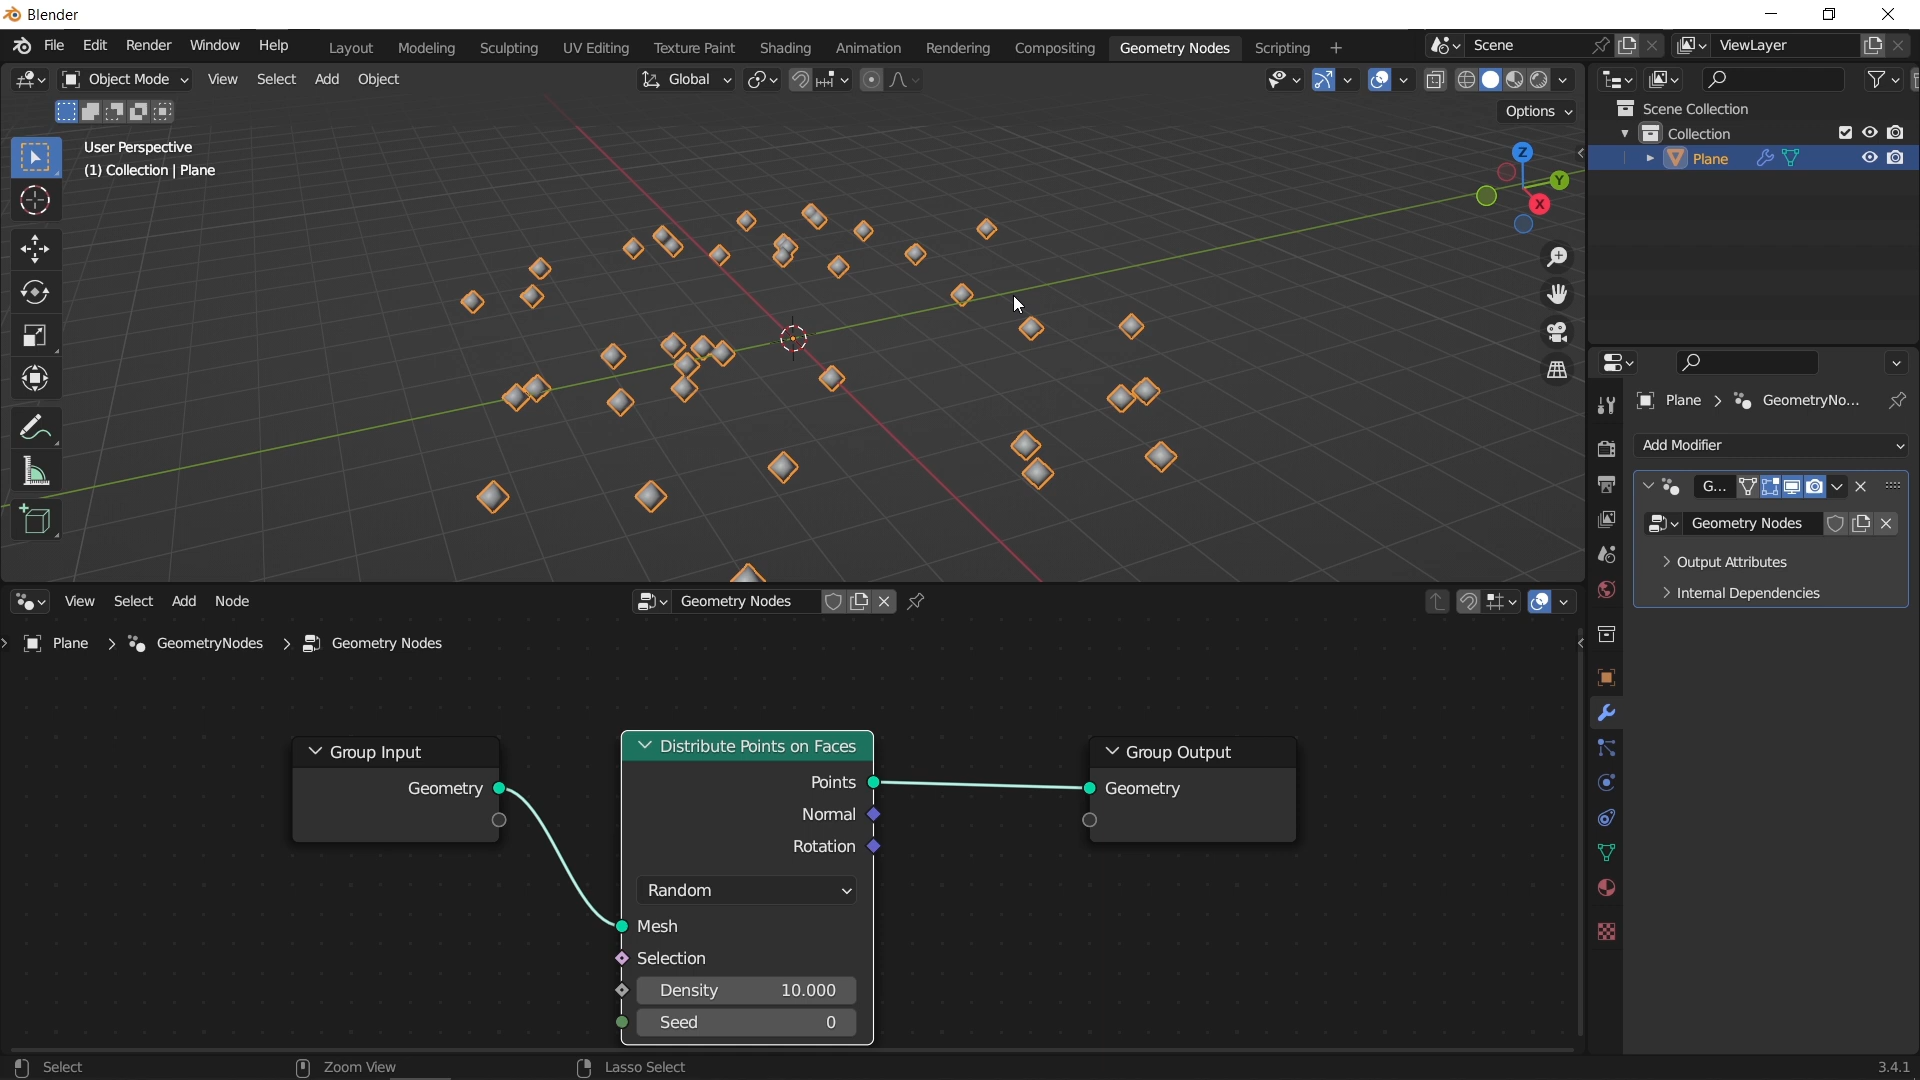 Blender
File Edit Render Window Help Layout Modeling Sculpting UV Editing Texture Paint Shading Animation Rendering Compositing Geometry Nodes Scripting + Scene ViewLayer
Object Mode View Select Add Object Global
Options
User Perspective
(1) Collection | Plane
Z
Y
X
Scene Collection
Collection
Plane
Plane > GeometryNo...
Add Modifier
G...
Geometry Nodes
Output Attributes
Internal Dependencies
View Select Add Node Geometry Nodes
Plane > GeometryNodes > Geometry Nodes
Group Input
Geometry
Distribute Points on Faces
Points
Normal
Rotation
Random
Mesh
Selection
Density 10.000
Seed 0
Group Output
Geometry
Select Zoom View Lasso Select 3.4.1